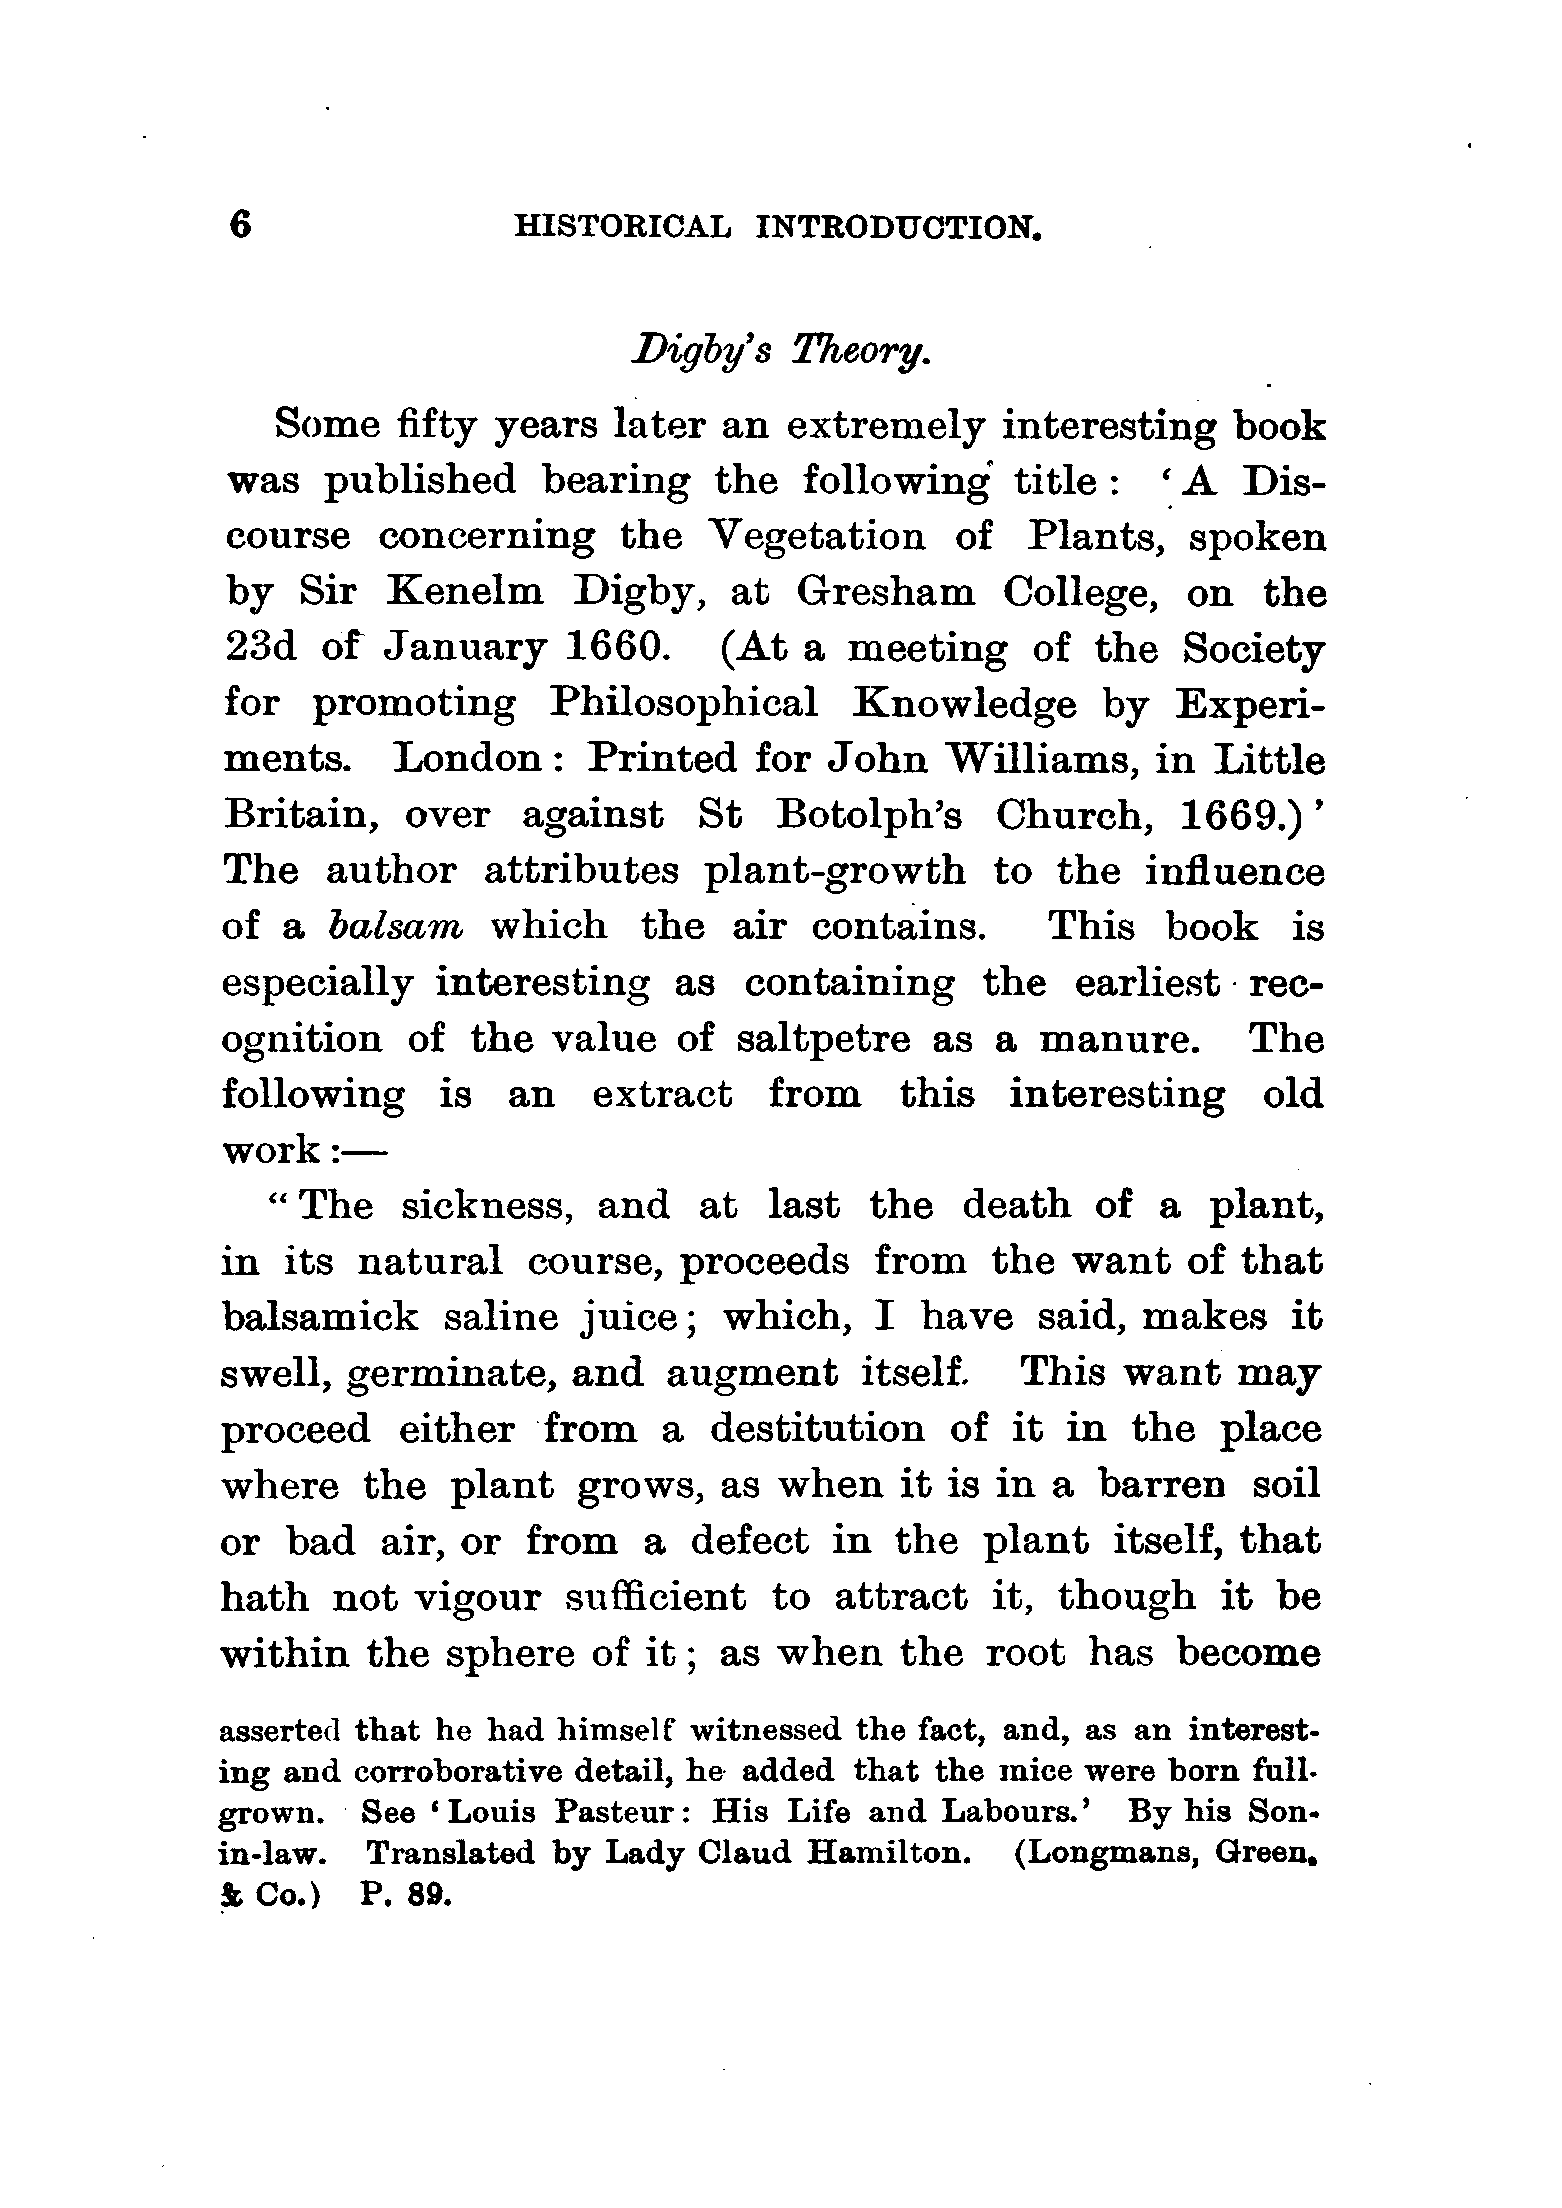 6 HISTORICAL INTRODUCTION.
Digby's Theory.
Some fifty years later an extremely interesting book
was published bearing the following title : ‘ A Dis-
course concerning the Vegetation of Plants, spoken
by Sir Kenelm Digby, at Gresham College, on the
23d of January 1660. (At a meeting of the Society
for promoting Philosophical Knowledge by Experi-
ments. London : Printed for John Williams, in Little
Britain, over against St Botolph's Church, 1669.) ’
The author attributes plant-growth to the influence
of a balsam which the air contains. This book is
especially interesting as containing the earliest rec-
ognition of the value of saltpetre as a manure. The
following is an extract from this interesting old
work :—
“ The sickness, and at last the death of a plant,
in its natural course, proceeds from the want of that
balsamick saline juice ; which, I have said, makes it
swell, germinate, and augment itself. This want may
proceed either from a destitution of it in the place
where the plant grows, as when it is in a barren soil
or bad air, or from a defect in the plant itself, that
hath not vigour sufficient to attract it, though it be
within the sphere of it ; as when the root has become
asserted that he had himself witnessed the fact, and, as an interest-
ing and corroborative detail, he added that the mice were born full-
grown. See ‘ Louis Pasteur : His Life and Labours.’ By his Son-
in-law. Translated by Lady Claud Hamilton. (Longmans, Green,
& Co.) P. 89.